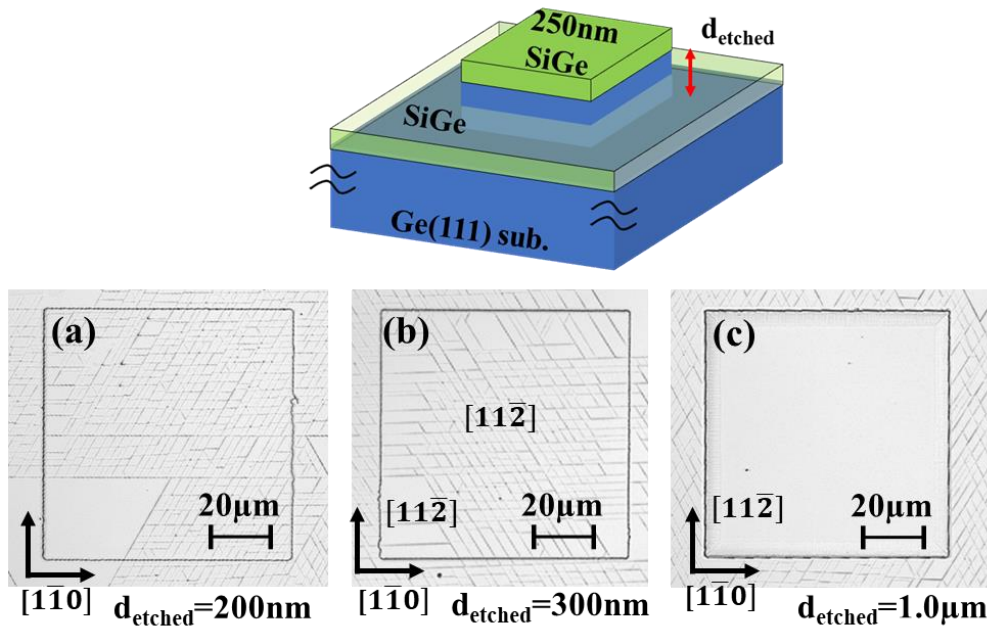 250nm
SiGe
d_etched
SiGe
Ge(111) sub.
(a)
20μm
[11̅0]
d_etched=200nm
(b)
[112̅]
[112̅]
20μm
[11̅0]
d_etched=300nm
(c)
[112̅]
20μm
[11̅0]
d_etched=1.0μm